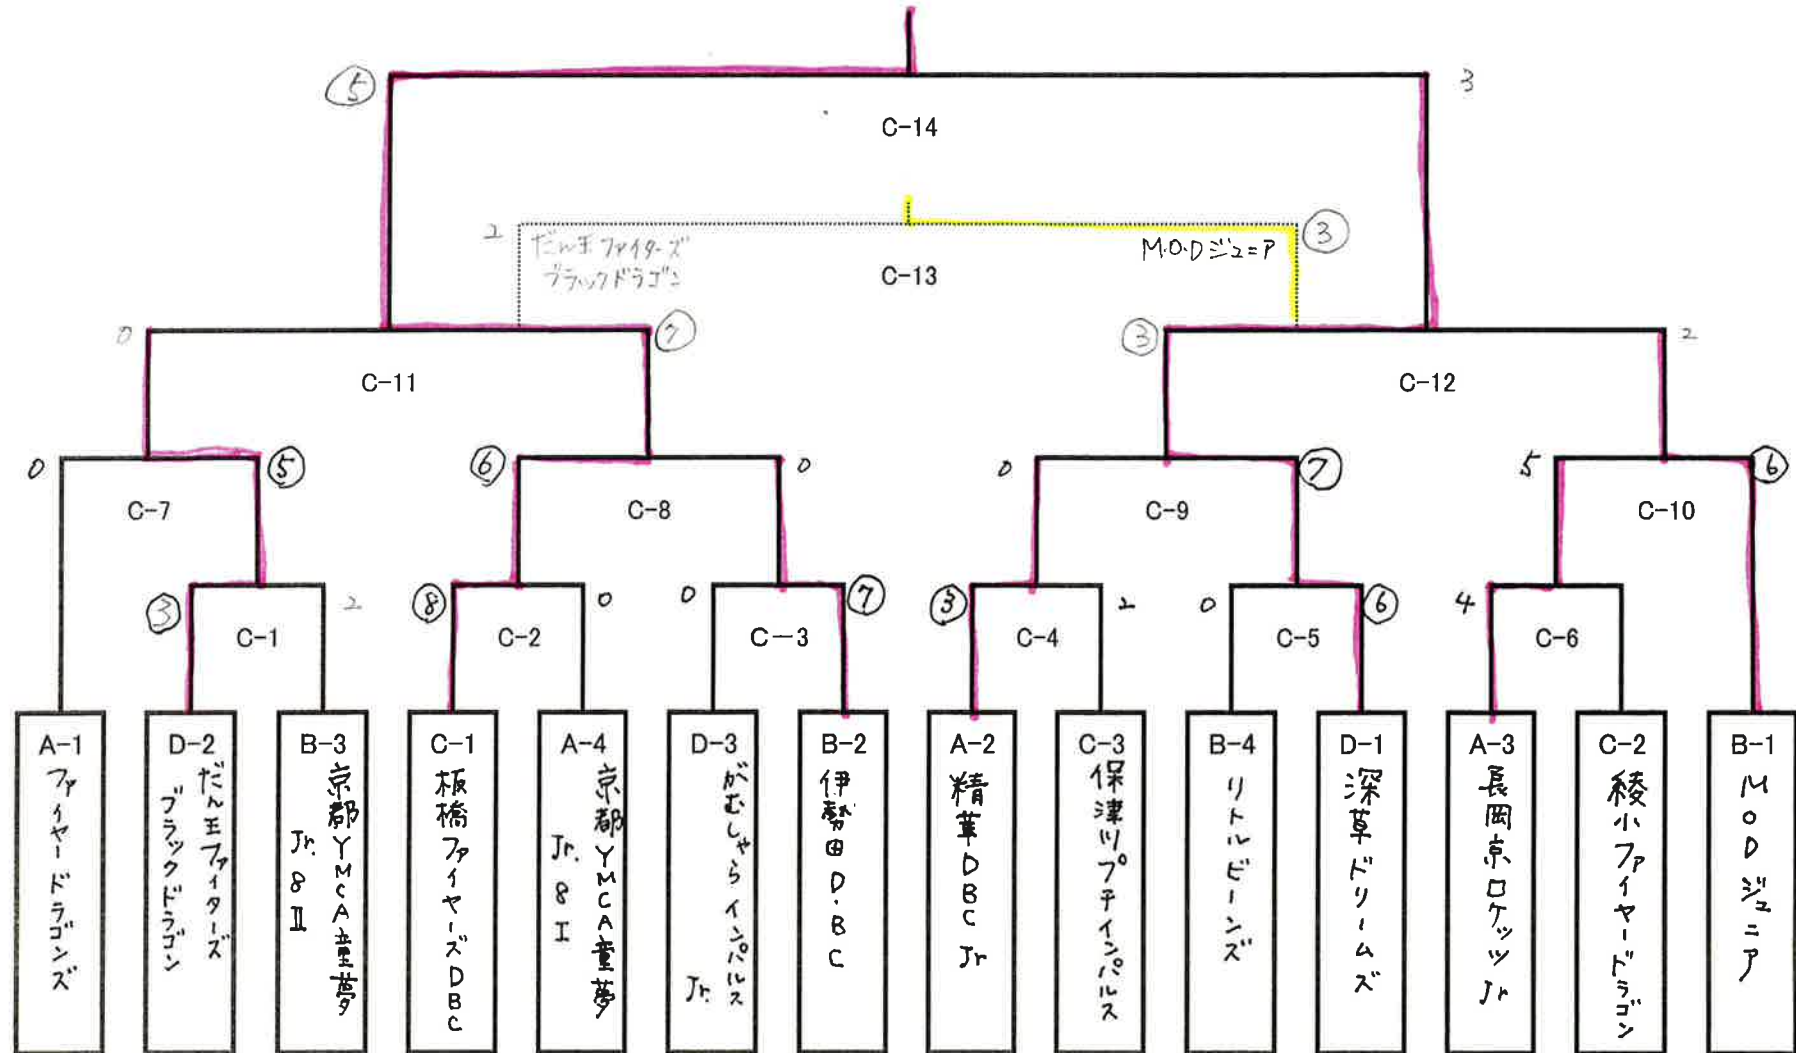 ⑤ 3
C-14
2 だん王ファイターズ M.O.Dジュニア ③
ブラックドラゴン
C-13
0 ⑦ ③ 2
C-11 C-12
0 ⑤ ⑥ 0 0 ⑦ 5 ⑥
C-7 C-8 C-9 C-10
③ 2 ⑧ 0 0 ⑦ ③ 2 0 ⑥ 4
C-1 C-2 C-3 C-4 C-5 C-6
A-1
ファイヤードラゴンズ
D-2
だん王ファイターズ
ブラックドラゴン
B-3
京都YMCA童夢
Jr. 8 Ⅱ
C-1
板橋ファイヤーズDBC
A-4
京都YMCA童夢
Jr. 8 Ⅰ
D-3
がむしゃらインパルス
Jr.
B-2
伊勢田D.B.C
A-2
精華DBC Jr
C-3
保津川プチインパルス
B-4
リトルビーンズ
D-1
深草ドリームズ
A-3
長岡京ロケッツJr
C-2
綾小ファイヤードラゴン
B-1
MODジュニア